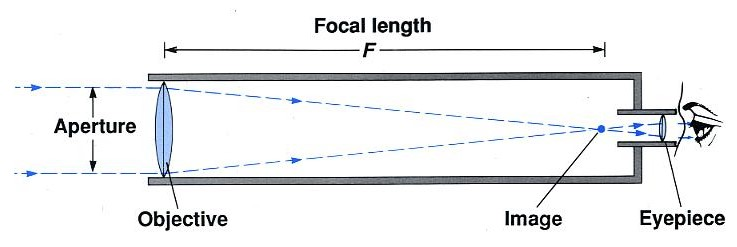 Focal length
F
Aperture
Objective
Image
Eyepiece